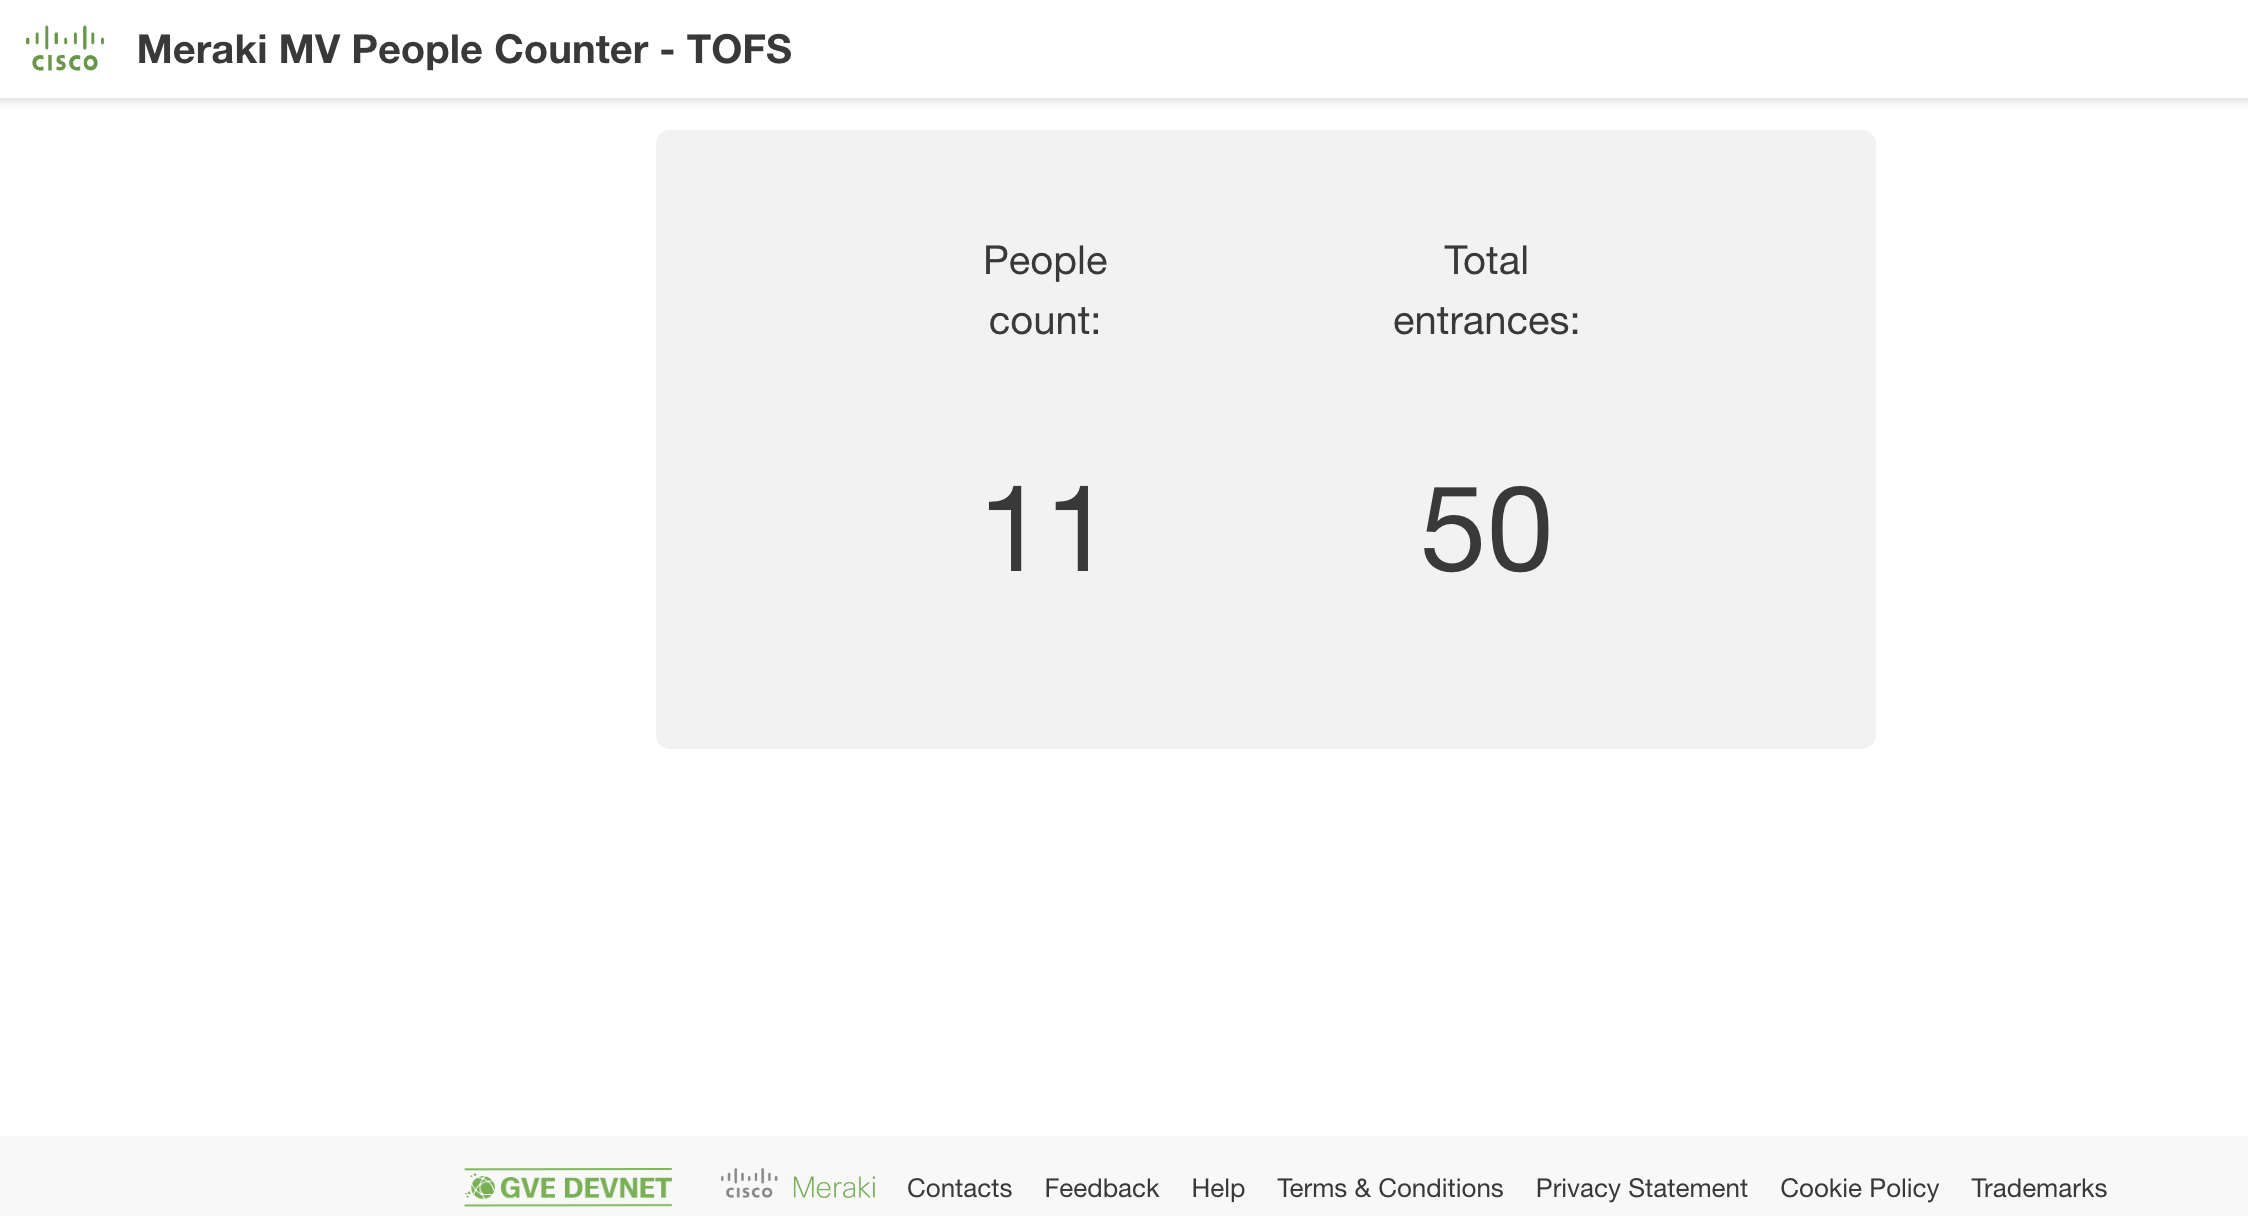 CISCO
Meraki MV People Counter - TOFS
People
count:
Total
entrances:
11
50
GVE DEVNET
CISCO
Meraki
Contacts
Feedback
Help
Terms & Conditions
Privacy Statement
Cookie Policy
Trademarks